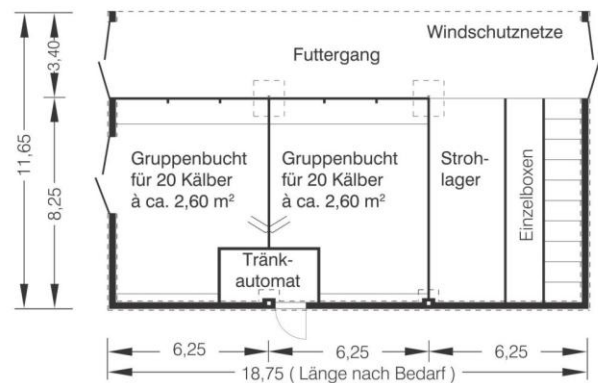 Windschutznetze
Futtergang
3,40
11,65
8,25
Gruppenbucht
für 20 Kälber
à ca. 2,60 m²
Gruppenbucht
für 20 Kälber
à ca. 2,60 m²
Stroh-
lager
Einzelboxen
Tränk-
automat
6,25
6,25
6,25
18,75 ( Länge nach Bedarf )